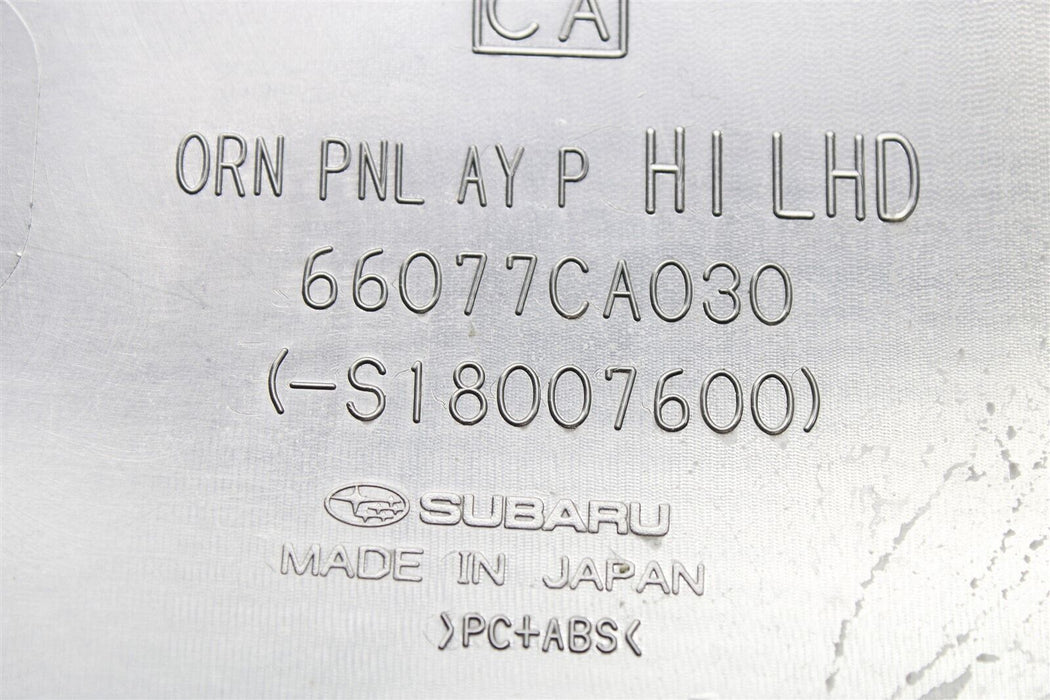 CA
ORN PNL AY P HI LHD
66077CA030
(-S18007600)
SUBARU
MADE IN JAPAN
>PC+ABS<